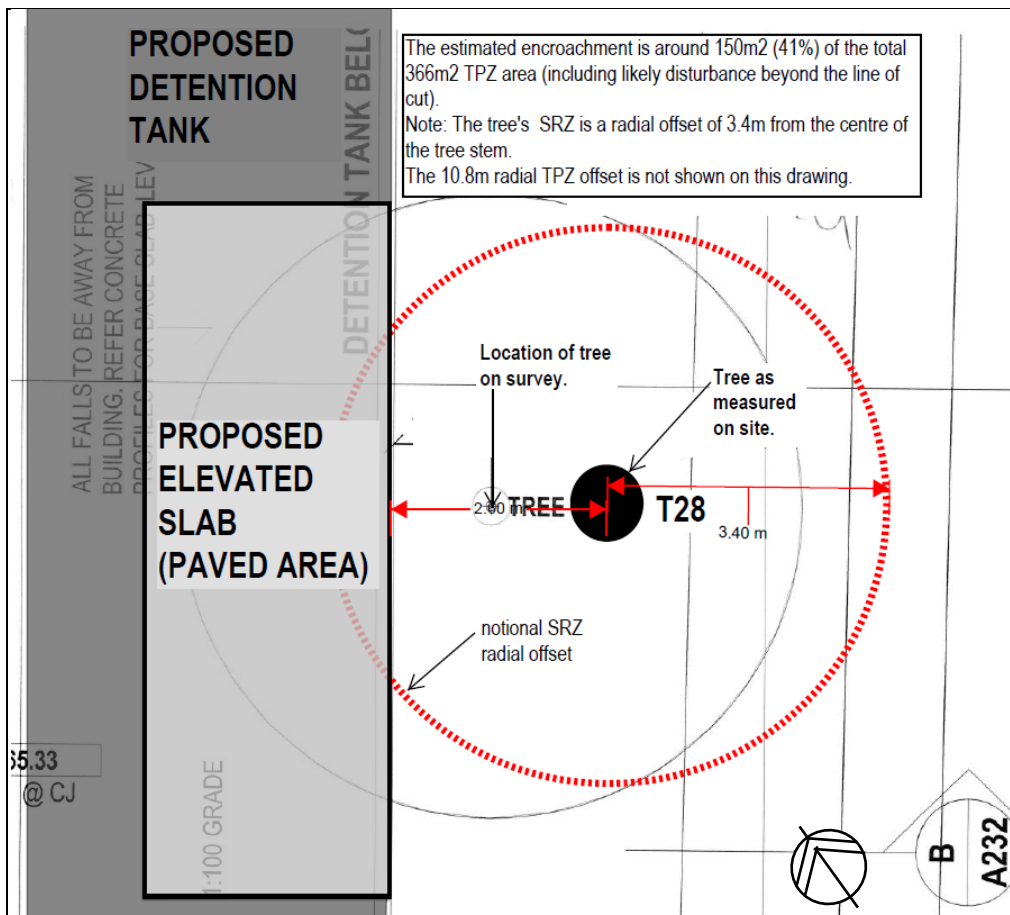 PROPOSED
DETENTION
TANK
DETENTION TANK BEL
The estimated encroachment is around 150m2 (41%) of the total
366m2 TPZ area (including likely disturbance beyond the line of
cut).
Note: The tree's SRZ is a radial offset of 3.4m from the centre of
the tree stem.
The 10.8m radial TPZ offset is not shown on this drawing.
ALL FALLS TO BE AWAY FROM
BUILDING. REFER CONCRETE
PROFILES FOR BASE SLAB LEV
Location of tree
on survey.
Tree as
measured
on site.
PROPOSED
ELEVATED
SLAB
(PAVED AREA)
2.00 m
TREE
T28
3.40 m
notional SRZ
radial offset
65.33
@ CJ
1:100 GRADE
B
A232